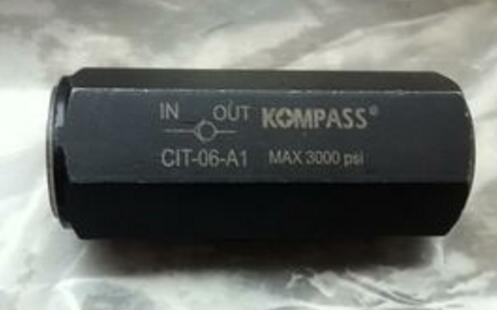 IN OUT KOMPASS®
CIT-06-A1 MAX 3000 psi